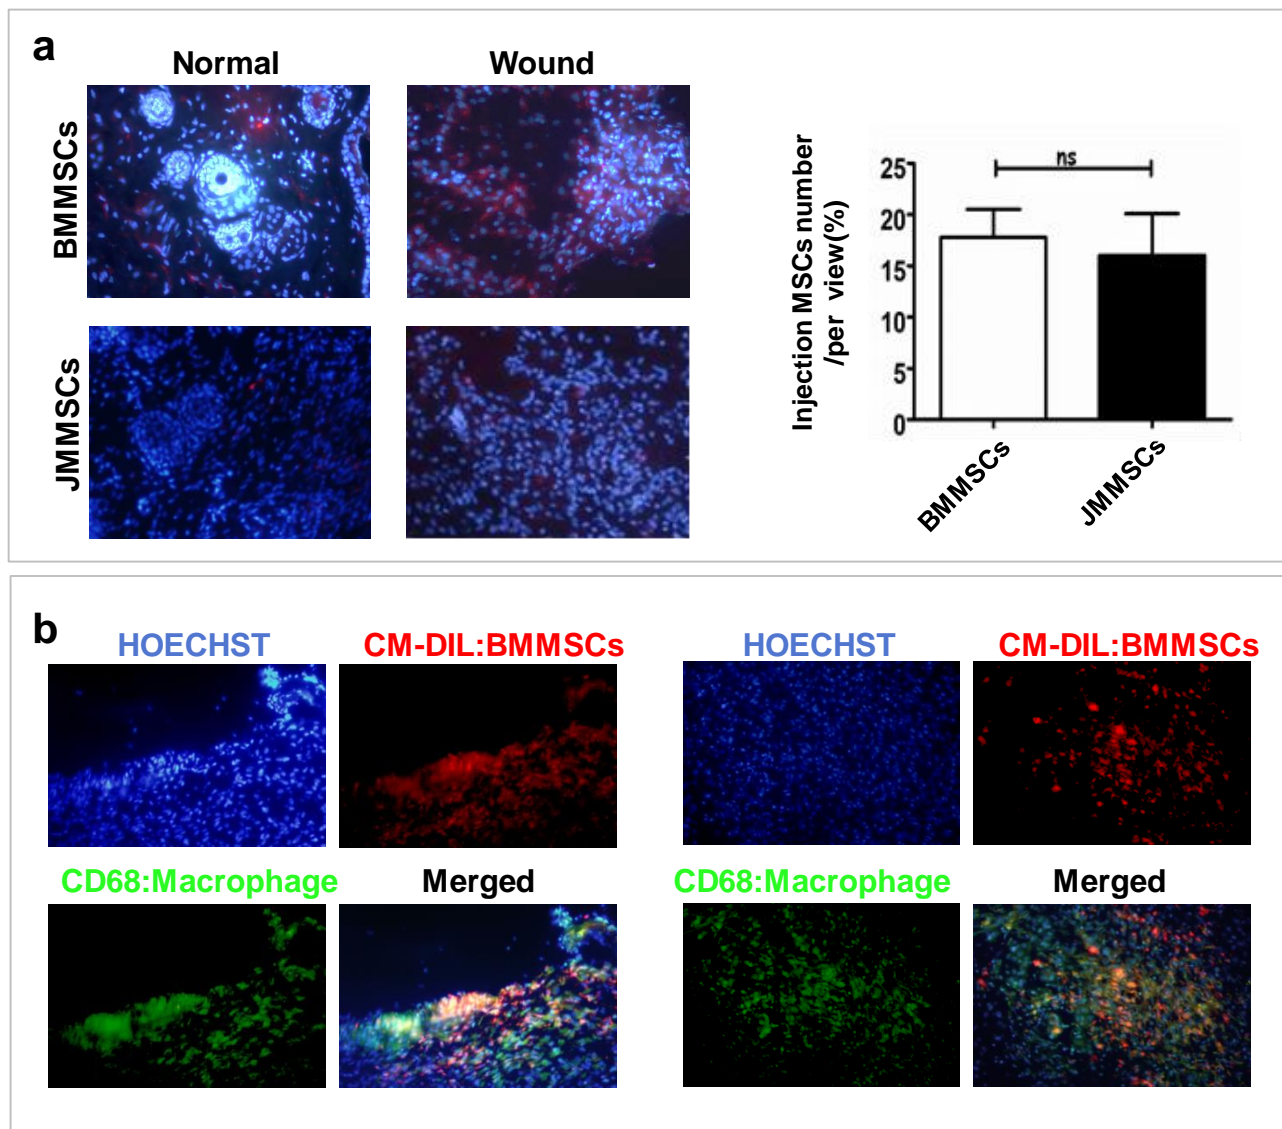 a
Normal
Wound
BMMSCs
JMMSCs
Injection MSCs number
/per view(%)
25
20
15
10
5
0
ns
BMMSCs
JMMSCs
b
HOECHST
CM-DIL:BMMSCs
HOECHST
CM-DIL:BMMSCs
CD68:Macrophage
Merged
CD68:Macrophage
Merged